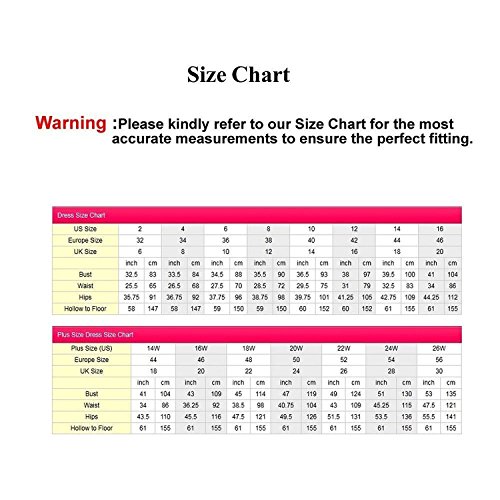 Size Chart
Warning :Please kindly refer to our Size Chart for the most
accurate measurements to ensure the perfect fitting.
Dress Size Chart
US Size 2 4 6 8 10 12 14 16
Europe Size 32 34 36 38 40 42 44 46
UK Size 6 8 10 12 14 16 18 20
inch cm inch cm inch cm inch cm inch cm inch cm inch cm inch cm
Bust 32.5 83 33.5 84 34.5 88 35.5 90 36.5 93 38 97 39.5 100 41 104
Waist 25.5 65 26.5 68 27.5 70 28.5 72 29.5 75 31 79 32.5 83 34 86
Hips 35.75 91 36.75 92 37.75 96 38.75 98 39.75 101 41.25 105 42.75 109 44.25 112
Hollow to Floor 58 147 58 147 59 150 59 150 60 152 60 152 61 155 61 155
Plus Size Dress Size Chart
Plus Size (US) 14W 16W 18W 20W 22W 24W 26W
Europe Size 44 46 48 50 52 54 56
UK Size 18 20 22 24 26 28 30
inch cm inch cm inch cm inch cm inch cm inch cm inch cm
Bust 41 104 43 109 45 114 47 119 49 124 51 130 53 135
Waist 34 86 36.25 92 38.5 98 40.75 104 43 109 45.25 115 47.5 121
Hips 43.5 110 45.5 116 47.5 121 49.5 126 51.5 131 53.5 136 55.5 141
Hollow to Floor 61 155 61 155 61 155 61 155 61 155 61 155 61 155